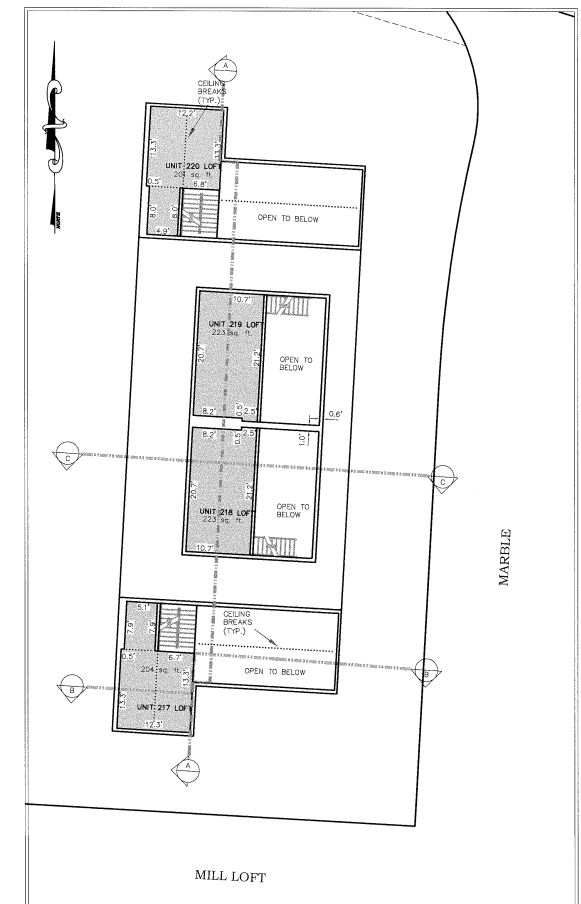 A
CEILING
BREAKS
(TYP.)
12.2'
13.3'
13.3'
UNIT 220 LOFT
204 sq. ft.
0.5'
6.8'
8.0'
8.0'
4.9'
OPEN TO BELOW
NORTH
10.7'
UNIT 219 LOFT
223 sq. ft.
20.7'
21.2'
OPEN TO
BELOW
8.2'
0.5'
2.5'
0.6'
8.2'
0.5'
2.5'
1.0'
C
C
20.7'
21.2'
UNIT 218 LOFT
223 sq. ft.
OPEN TO
BELOW
10.7'
MARBLE
5.1'
7.9'
7.9'
CEILING
BREAKS
(TYP.)
0.5'
6.7'
204 sq. ft.
13.3'
OPEN TO BELOW
B
B
13.3'
UNIT 217 LOFT
12.3'
A
MILL LOFT